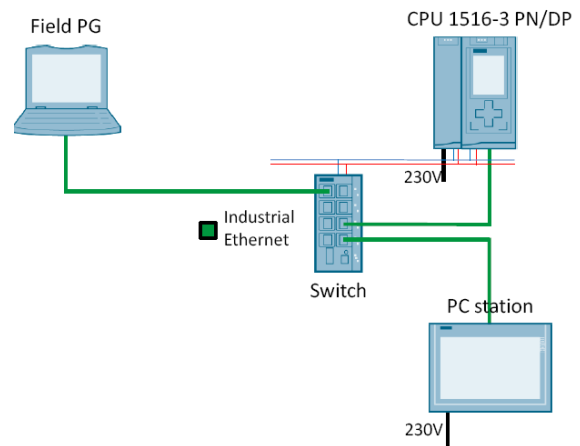 Field PG
CPU 1516-3 PN/DP
230V
Industrial
Ethernet
Switch
PC station
230V